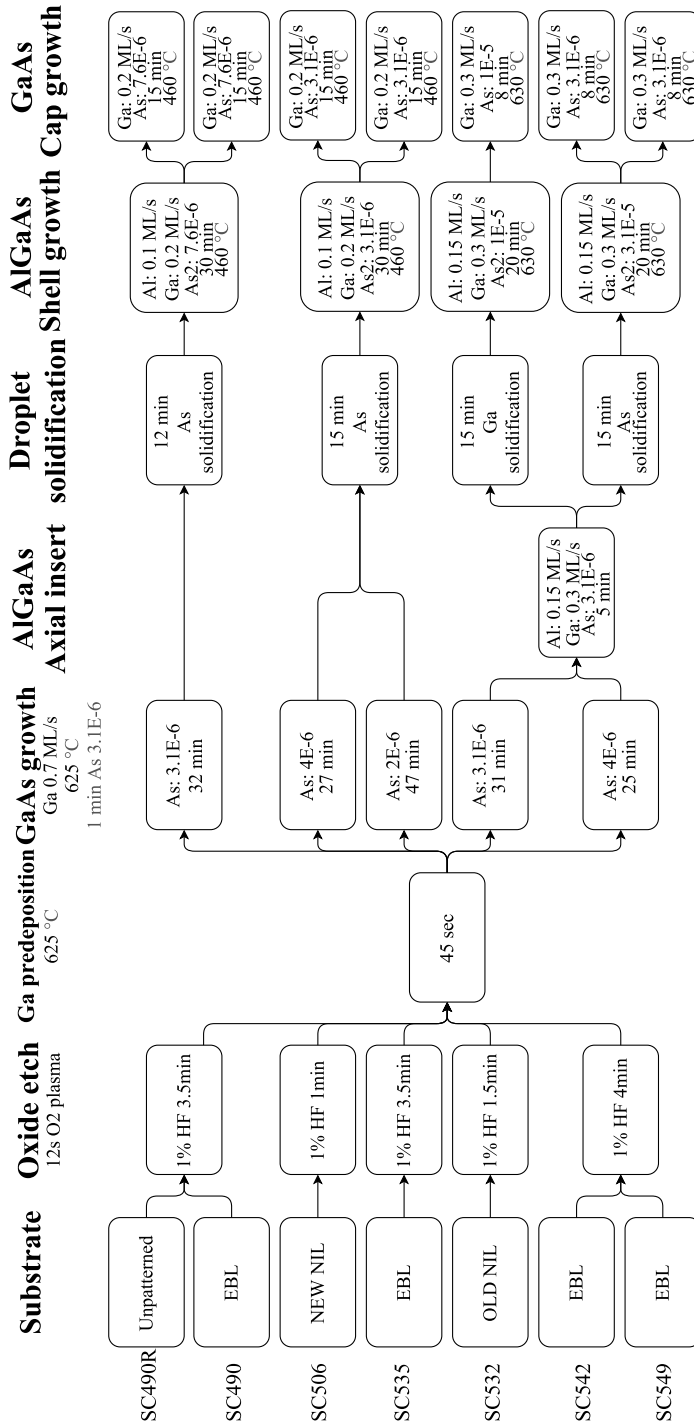 Substrate
Oxide etch
12s O2 plasma
Ga predeposition
625 °C
GaAs growth
Ga 0.7 ML/s
625 °C
1 min As 3.1E-6
AlGaAs
Axial insert
Droplet
solidification
AlGaAs
Shell growth
GaAs
Cap growth
SC490R
Unpatterned
SC490
EBL
1% HF 3.5min
As: 3.1E-6
32 min
12 min
As
solidification
Al: 0.1 ML/s
Ga: 0.2 ML/s
As2: 7.6E-6
30 min
460 °C
Ga: 0.2 ML/s
As: 7.6E-6
15 min
460 °C
Ga: 0.2 ML/s
As: 7.6E-6
15 min
460 °C
SC506
NEW NIL
1% HF 1min
As: 4E-6
27 min
SC535
EBL
1% HF 3.5min
45 sec
As: 2E-6
47 min
15 min
As
solidification
Al: 0.1 ML/s
Ga: 0.2 ML/s
As2: 3.1E-6
30 min
460 °C
Ga: 0.2 ML/s
As: 3.1E-6
15 min
460 °C
Ga: 0.2 ML/s
As: 3.1E-6
15 min
460 °C
SC532
OLD NIL
1% HF 1.5min
As: 3.1E-6
31 min
Al: 0.15 ML/s
Ga: 0.3 ML/s
As: 3.1E-6
5 min
15 min
Ga
solidification
Al: 0.15 ML/s
Ga: 0.3 ML/s
As2: 1E-5
20 min
630 °C
Ga: 0.3 ML/s
As: 1E-5
8 min
630 °C
SC542
EBL
SC549
EBL
1% HF 4min
As: 4E-6
25 min
15 min
As
solidification
Al: 0.15 ML/s
Ga: 0.3 ML/s
As2: 3.1E-5
20 min
630 °C
Ga: 0.3 ML/s
As: 3.1E-6
8 min
630 °C
Ga: 0.3 ML/s
As: 3.1E-6
8 min
630 °C